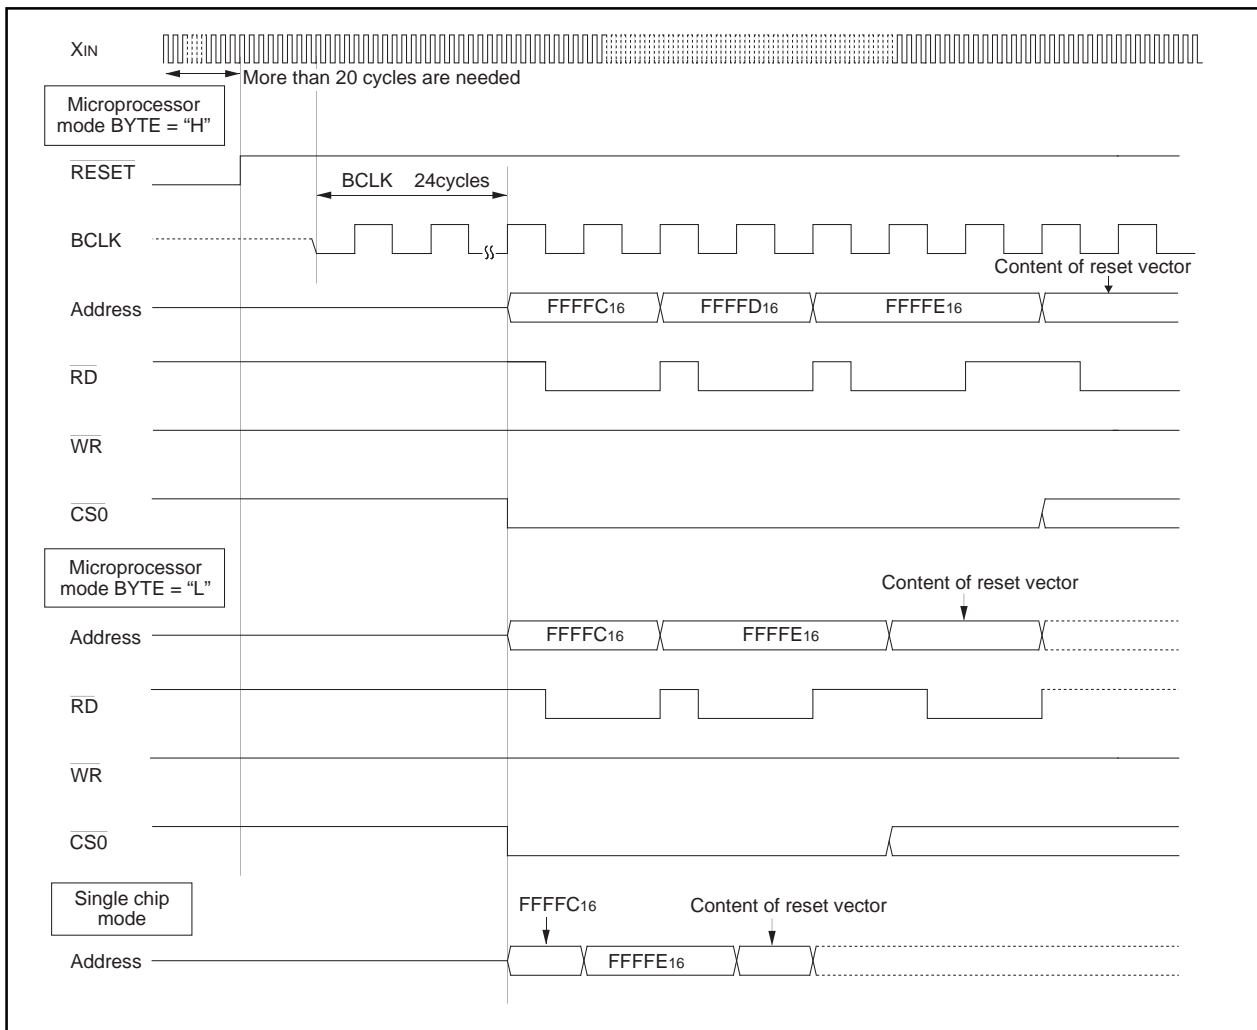 XIN
More than 20 cycles are needed
Microprocessor
mode BYTE = “H”
RESET
BCLK 24cycles
BCLK
Content of reset vector
Address
FFFFC16
FFFFD16
FFFFE16
RD
WR
CS0
Microprocessor
mode BYTE = “L”
Content of reset vector
Address
FFFFC16
FFFFE16
RD
WR
CS0
Single chip
mode
FFFFC16
Content of reset vector
Address
FFFFE16